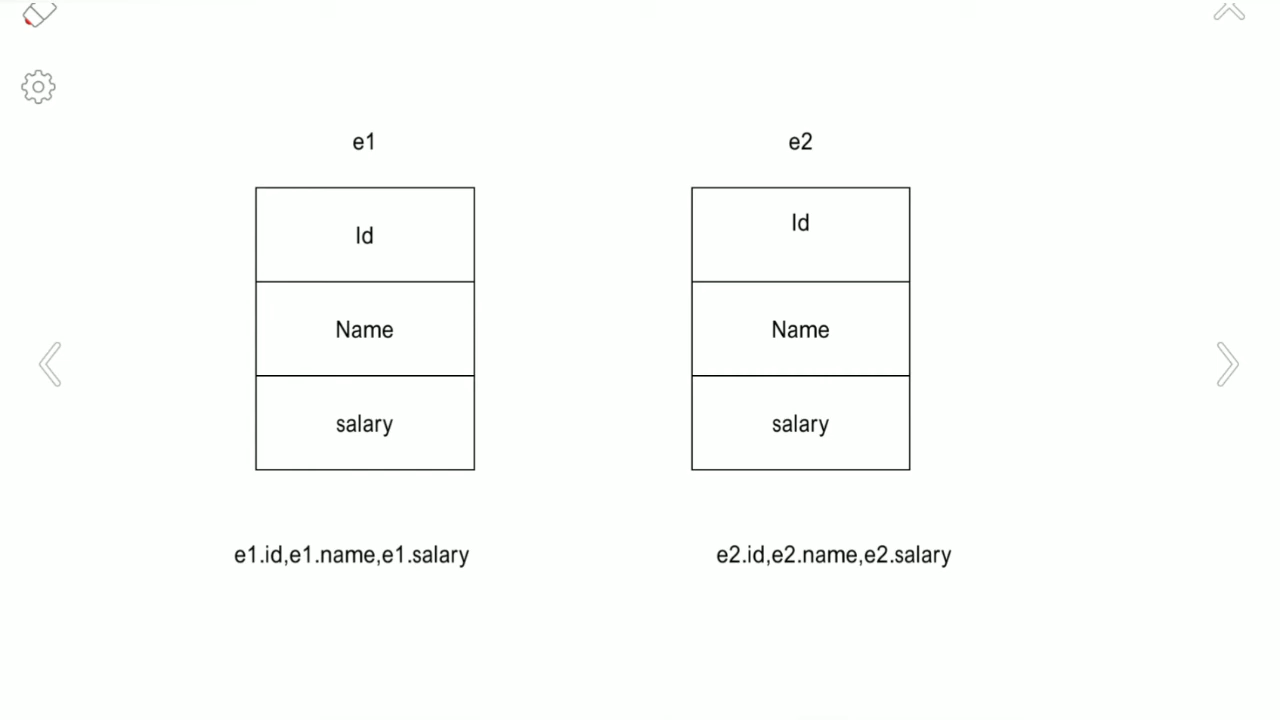 e1
Id
Name
salary
e1.id,e1.name,e1.salary
e2
Id
Name
salary
e2.id,e2.name,e2.salary